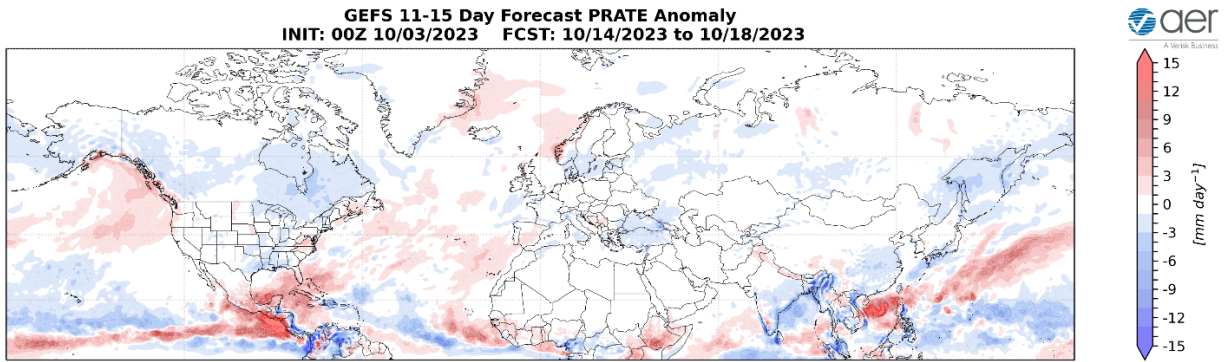 GEFS 11-15 Day Forecast PRATE Anomaly
INIT: 00Z 10/03/2023 FCST: 10/14/2023 to 10/18/2023
aer
A Verisk Business
15
12
9
6
3
0
-3
-6
-9
-12
-15
[mm day⁻¹]